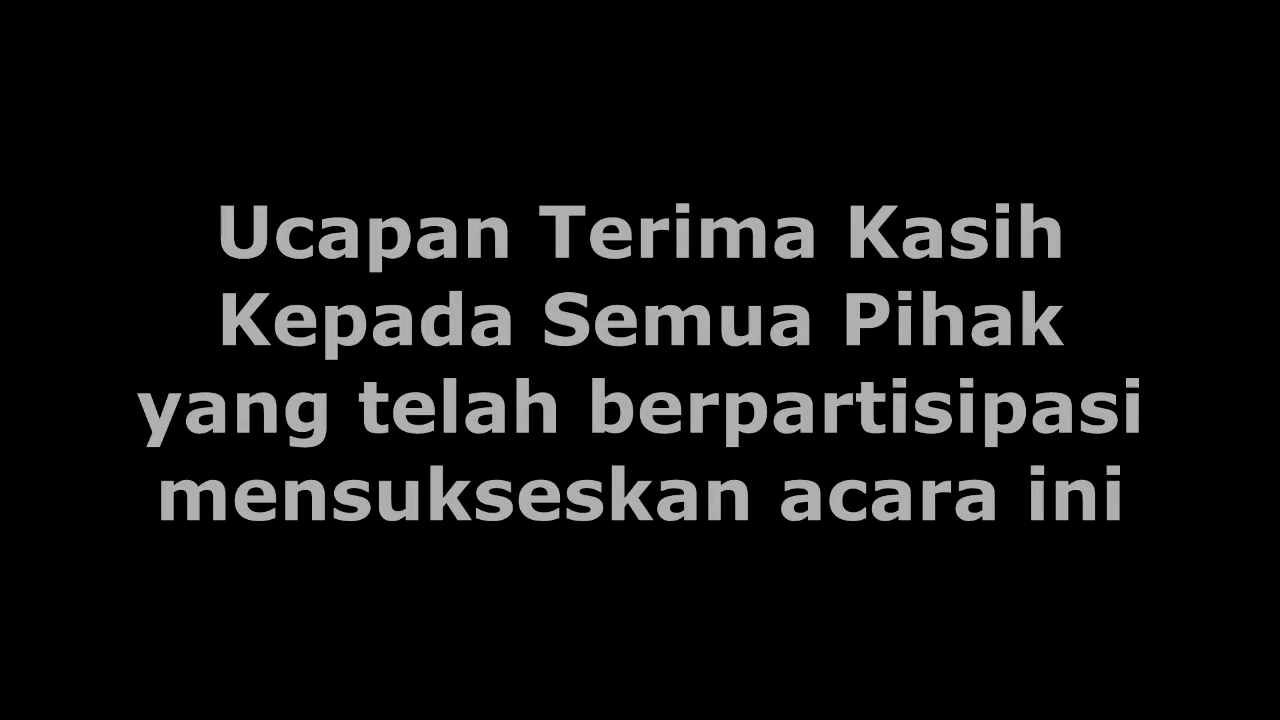 Ucapan Terima Kasih
Kepada Semua Pihak
yang telah berpartisipasi
mensukseskan acara ini